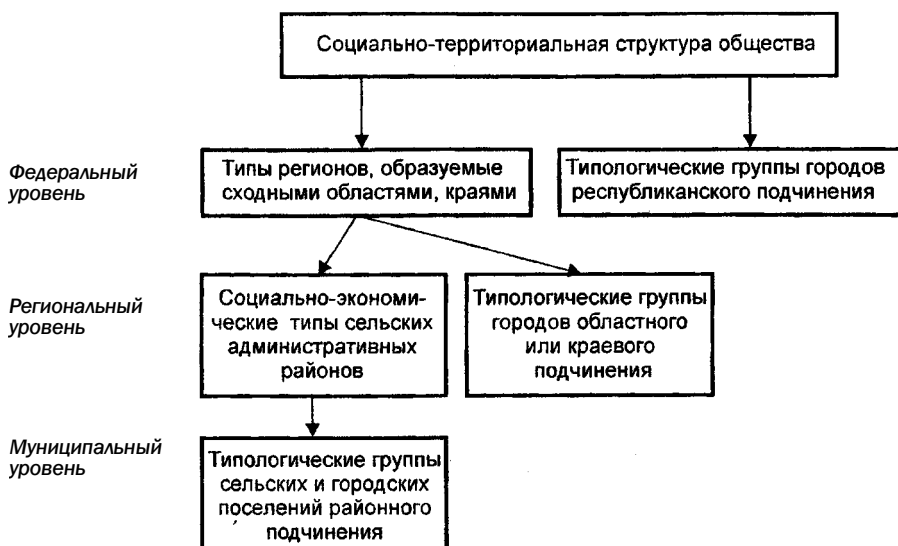 Социально-территориальная структура общества
Федеральный
уровень
Типы регионов, образуемые
сходными областями, краями
Типологические группы городов
республиканского подчинения
Региональный
уровень
Социально-экономи-
ческие типы сельских
административных
районов
Типологические группы
городов областного
или краевого
подчинения
Муниципальный
уровень
Типологические группы
сельских и городских
поселений районного
подчинения